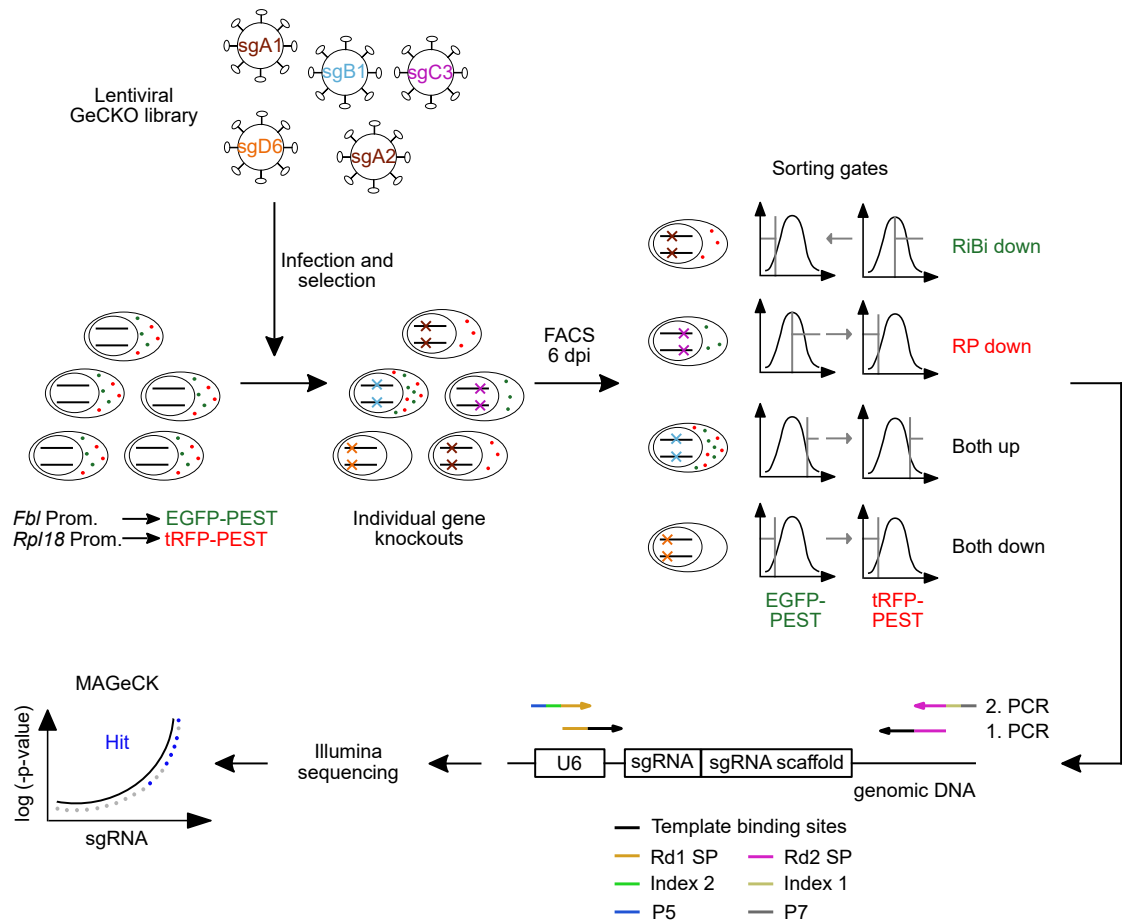 sgA1
sgB1
sgC3
Lentiviral
GeCKO library
sgD6
sgA2
Sorting gates
Infection and
selection
RiBi down
FACS
6 dpi
RP down
Both up
Fbl Prom.
EGFP-PEST
Rpl18 Prom.
tRFP-PEST
Individual gene
knockouts
Both down
EGFP-
PEST
tRFP-
PEST
MAGeCK
log (-p-value)
Hit
sgRNA
Illumina
sequencing
2. PCR
1. PCR
U6
sgRNA
sgRNA scaffold
genomic DNA
Template binding sites
Rd1 SP
Rd2 SP
Index 2
Index 1
P5
P7